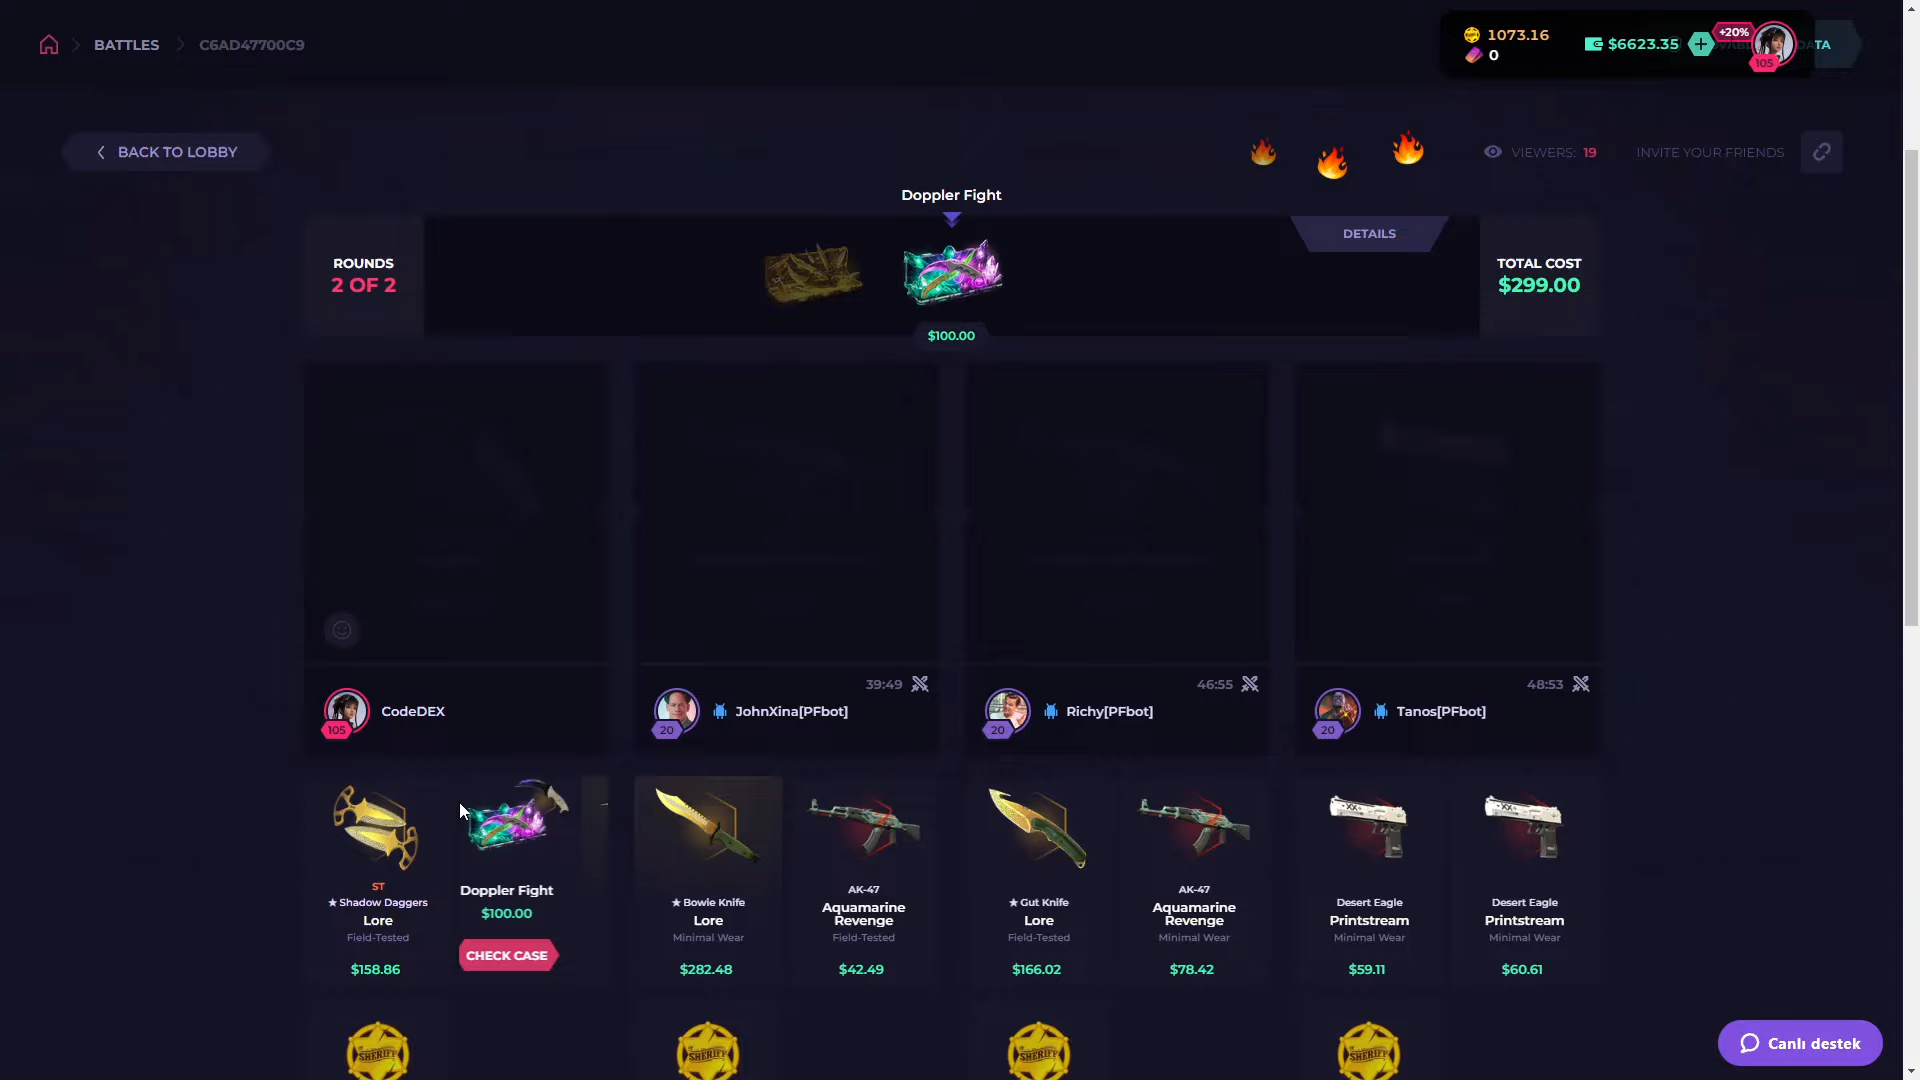 BATTLES
C6AD47700C9
1073.16
0
$6623.35
+20%
105
BACK TO LOBBY
VIEWERS: 19
INVITE YOUR FRIENDS
Doppler Fight
DETAILS
ROUNDS
2 OF 2
TOTAL COST
$299.00
$100.00
105
CodeDEX
39:49
20
JohnXina[PFbot]
46:55
20
Richy[PFbot]
48:53
20
Tanos[PFbot]
ST
★ Shadow Daggers
Lore
Field-Tested
$158.86
Doppler Fight
$100.00
CHECK CASE
★ Bowie Knife
Lore
Minimal Wear
$282.48
AK-47
Aquamarine
Revenge
Field-Tested
$42.49
★ Gut Knife
Lore
Field-Tested
$166.02
AK-47
Aquamarine
Revenge
Minimal Wear
$78.42
Desert Eagle
Printstream
Minimal Wear
$59.11
Desert Eagle
Printstream
Minimal Wear
$60.61
SHERIFF
SHERIFF
SHERIFF
SHERIFF
Canlı destek